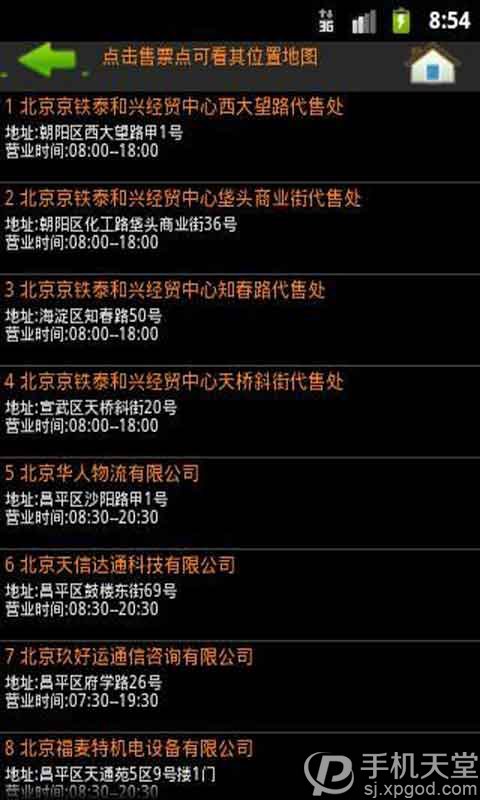 3G 8:54
点击售票点可看其位置地图
1 北京京铁泰和兴经贸中心西大望路代售处
地址:朝阳区西大望路甲1号
营业时间:08:00--18:00
2 北京京铁泰和兴经贸中心垡头商业街代售处
地址:朝阳区化工路垡头商业街36号
营业时间:08:00--18:00
3 北京京铁泰和兴经贸中心知春路代售处
地址:海淀区知春路50号
营业时间:08:00--18:00
4 北京京铁泰和兴经贸中心天桥斜街代售处
地址:宣武区天桥斜街20号
营业时间:08:00--18:00
5 北京华人物流有限公司
地址:昌平区沙阳路甲1号
营业时间:08:30--20:30
6 北京天信达通科技有限公司
地址:昌平区鼓楼东街69号
营业时间:08:30--20:30
7 北京玖好运通信咨询有限公司
地址:昌平区府学路26号
营业时间:07:30--19:30
8 北京福麦特机电设备有限公司
地址:昌平区天通苑5区9号楼1门
营业时间:08:30--20:30
手机天堂
sj.xpgod.com